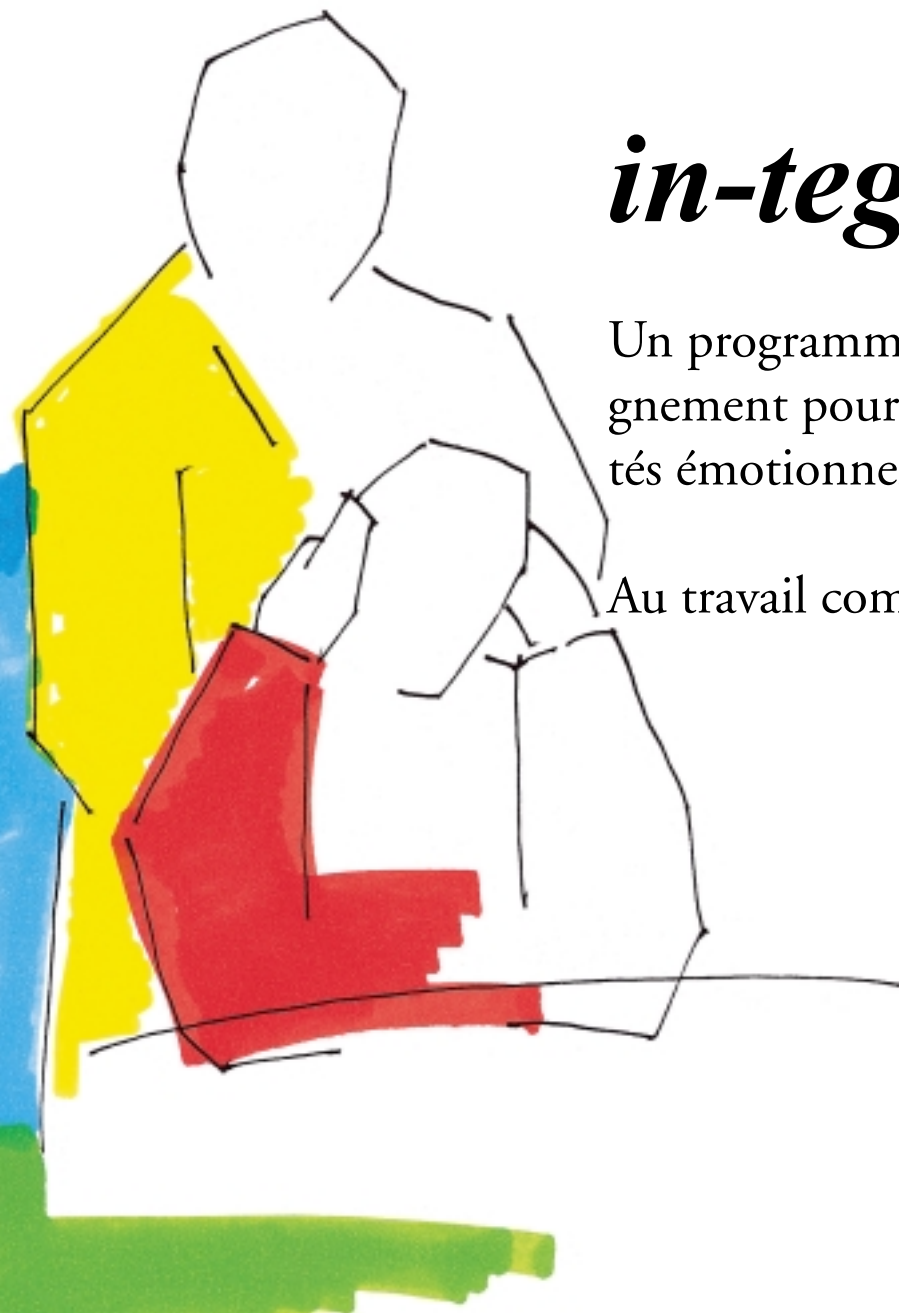 in-teg
Un programm
gnement pour
tés émotionne
Au travail com